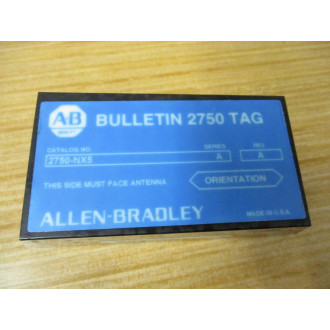 AB
BULLETIN 2750 TAG
CATALOG NO. SERIES REV.
2750-NX5 A A
THIS SIDE MUST FACE ANTENNA ORIENTATION
ALLEN-BRADLEY MADE IN U.S.A.